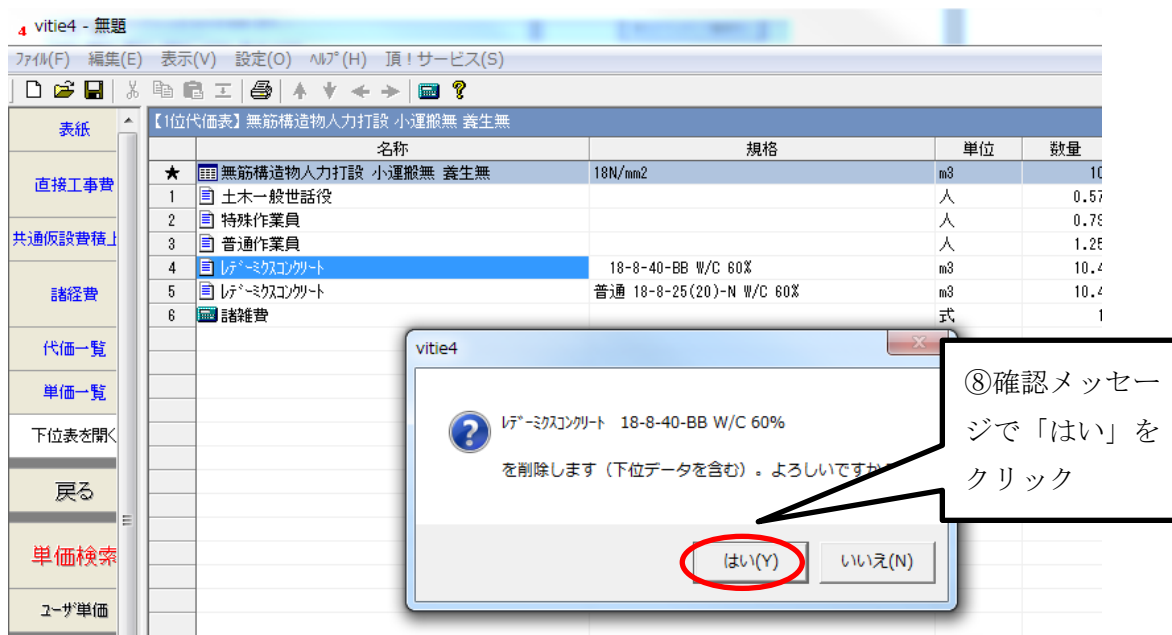 4 vitie4 - 無題
ﾌｧｲﾙ(F) 編集(E) 表示(V) 設定(O) ﾍﾙﾌﾟ(H) 頂！サービス(S)
表紙
直接工事費
共通仮設費積上
諸経費
代価一覧
単価一覧
下位表を開く
戻る
単価検索
ﾕｰｻﾞ単価
【1位代価表】無筋構造物人力打設 小運搬無 養生無
名称 規格 単位 数量
★ 無筋構造物人力打設 小運搬無 養生無 18N/mm2 m3 10
1 土木一般世話役 人 0.57
2 特殊作業員 人 0.79
3 普通作業員 人 1.25
4 ﾚﾃﾞｰﾐｸｽｺﾝｸﾘｰﾄ 18-8-40-BB W/C 60% m3 10.4
5 ﾚﾃﾞｰﾐｸｽｺﾝｸﾘｰﾄ 普通 18-8-25(20)-N W/C 60% m3 10.4
6 諸雑費 式 1
vitie4
ﾚﾃﾞｰﾐｸｽｺﾝｸﾘｰﾄ 18-8-40-BB W/C 60%
を削除します（下位データを含む）。よろしいですか
はい(Y) いいえ(N)
⑧確認メッセー
ジで「はい」を
クリック